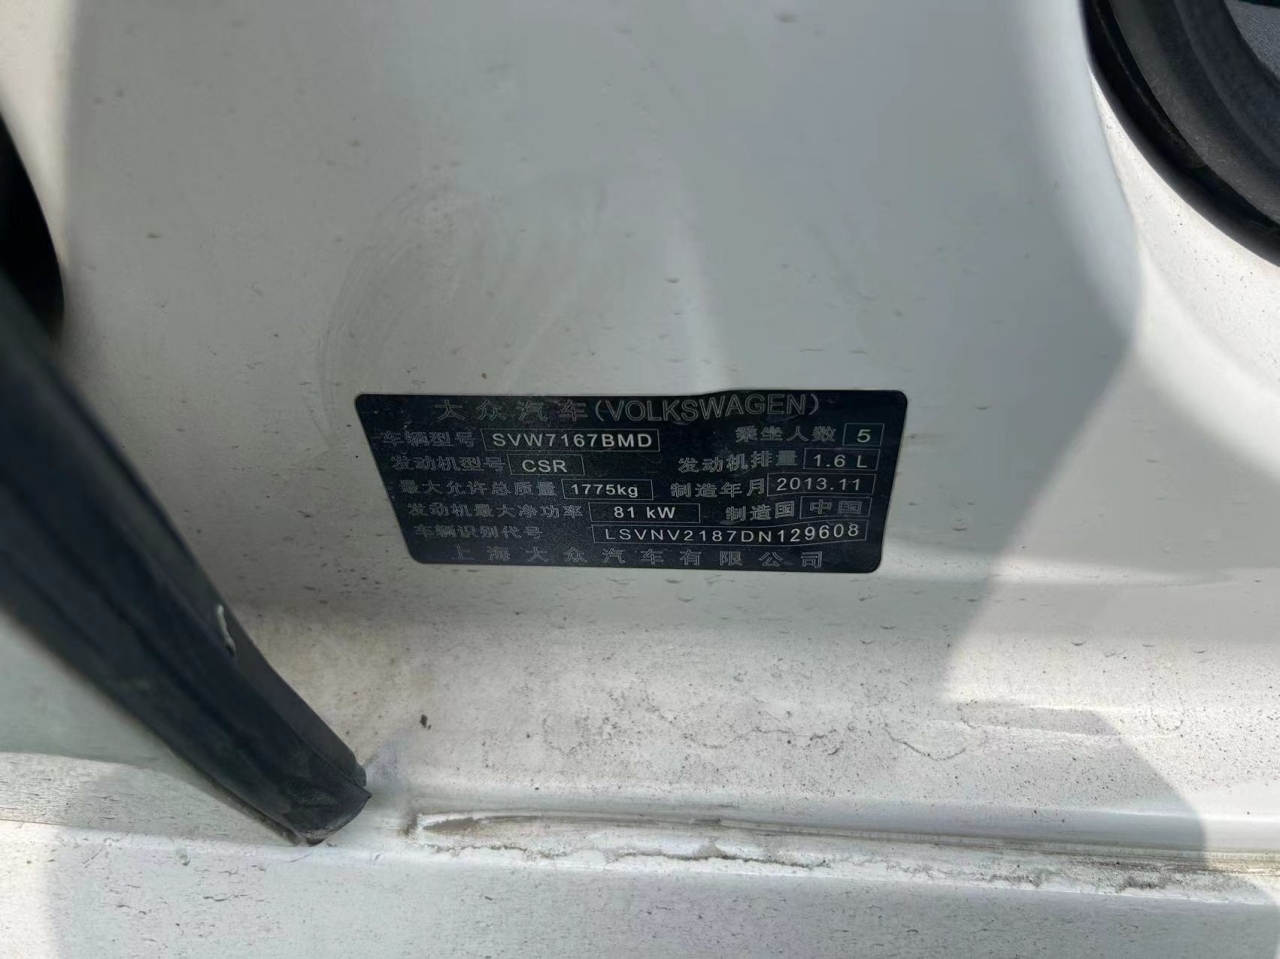 大众汽车(VOLKSWAGEN)
车辆型号 SVW7167BMD 乘坐人数 5
发动机型号 CSR 发动机排量 1.6 L
最大允许总质量 1775kg 制造年月 2013.11
发动机最大净功率 81 kW 制造国 中国
车辆识别代号 LSVNV2187DN129608
上海大众汽车有限公司